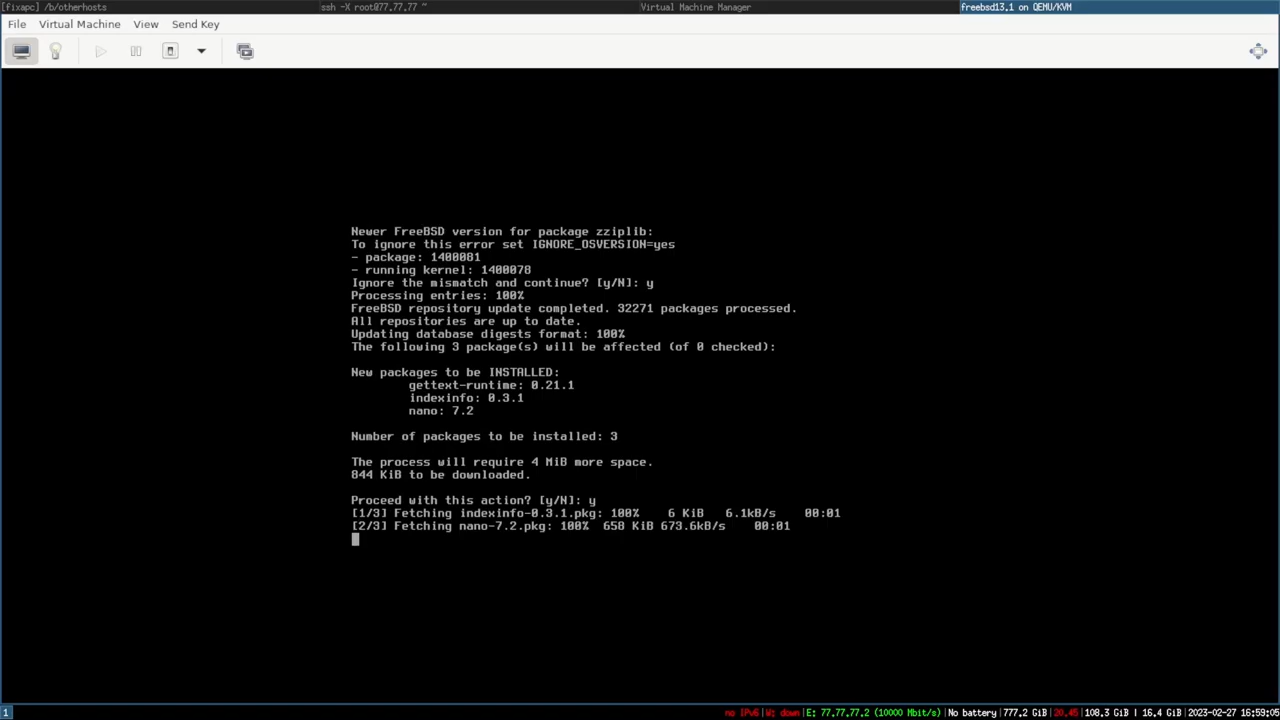 [fixapc] /b/otherhosts
ssh -X root@77.77.77 ~
Virtual Machine Manager
freebsd13.1 on QEMU/KVM
File Virtual Machine View Send Key
Newer FreeBSD version for package zziplib:
To ignore this error set IGNORE_OSVERSION=yes
- package: 1400081
- running kernel: 1400078
Ignore the mismatch and continue? [y/N]: y
Processing entries: 100%
FreeBSD repository update completed. 32271 packages processed.
All repositories are up to date.
Updating database digests format: 100%
The following 3 package(s) will be affected (of 0 checked):
New packages to be INSTALLED:
gettext-runtime: 0.21.1
indexinfo: 0.3.1
nano: 7.2
Number of packages to be installed: 3
The process will require 4 MiB more space.
844 KiB to be downloaded.
Proceed with this action? [y/N]: y
[1/3] Fetching indexinfo-0.3.1.pkg: 100% 6 KiB 6.1kB/s 00:01
[2/3] Fetching nano-7.2.pkg: 100% 658 KiB 673.6kB/s 00:01
1
no IPv6|W: down|E: 77.77.77.2 (10000 Mbit/s)|No battery|777.2 GiB|20.45|108.3 GiB | 16.4 GiB|2023-02-27 16:59:05